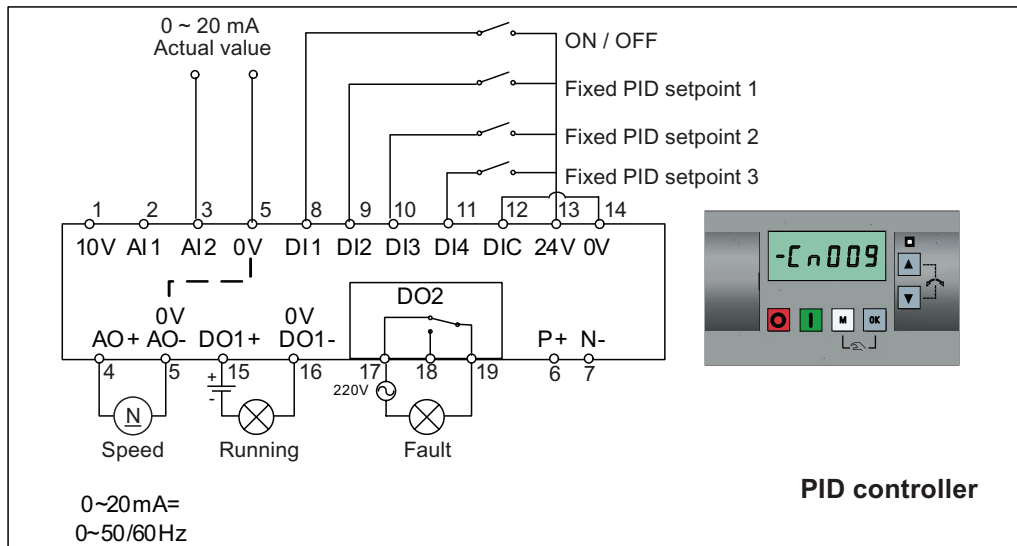 0 ~ 20 mA
Actual value
ON / OFF
Fixed PID setpoint 1
Fixed PID setpoint 2
Fixed PID setpoint 3
1 2 3 5 8 9 10 11 12 13 14
10V AI1 AI2 0V DI1 DI2 DI3 DI4 DIC 24V 0V
-Cn009
M OK
DO2
0V 0V
AO+ AO- DO1+ DO1- P+ N-
4 5 15 16 17 18 19 6 7
+
-
220V
N
Speed Running Fault
PID controller
0~20mA=
0~50/60Hz